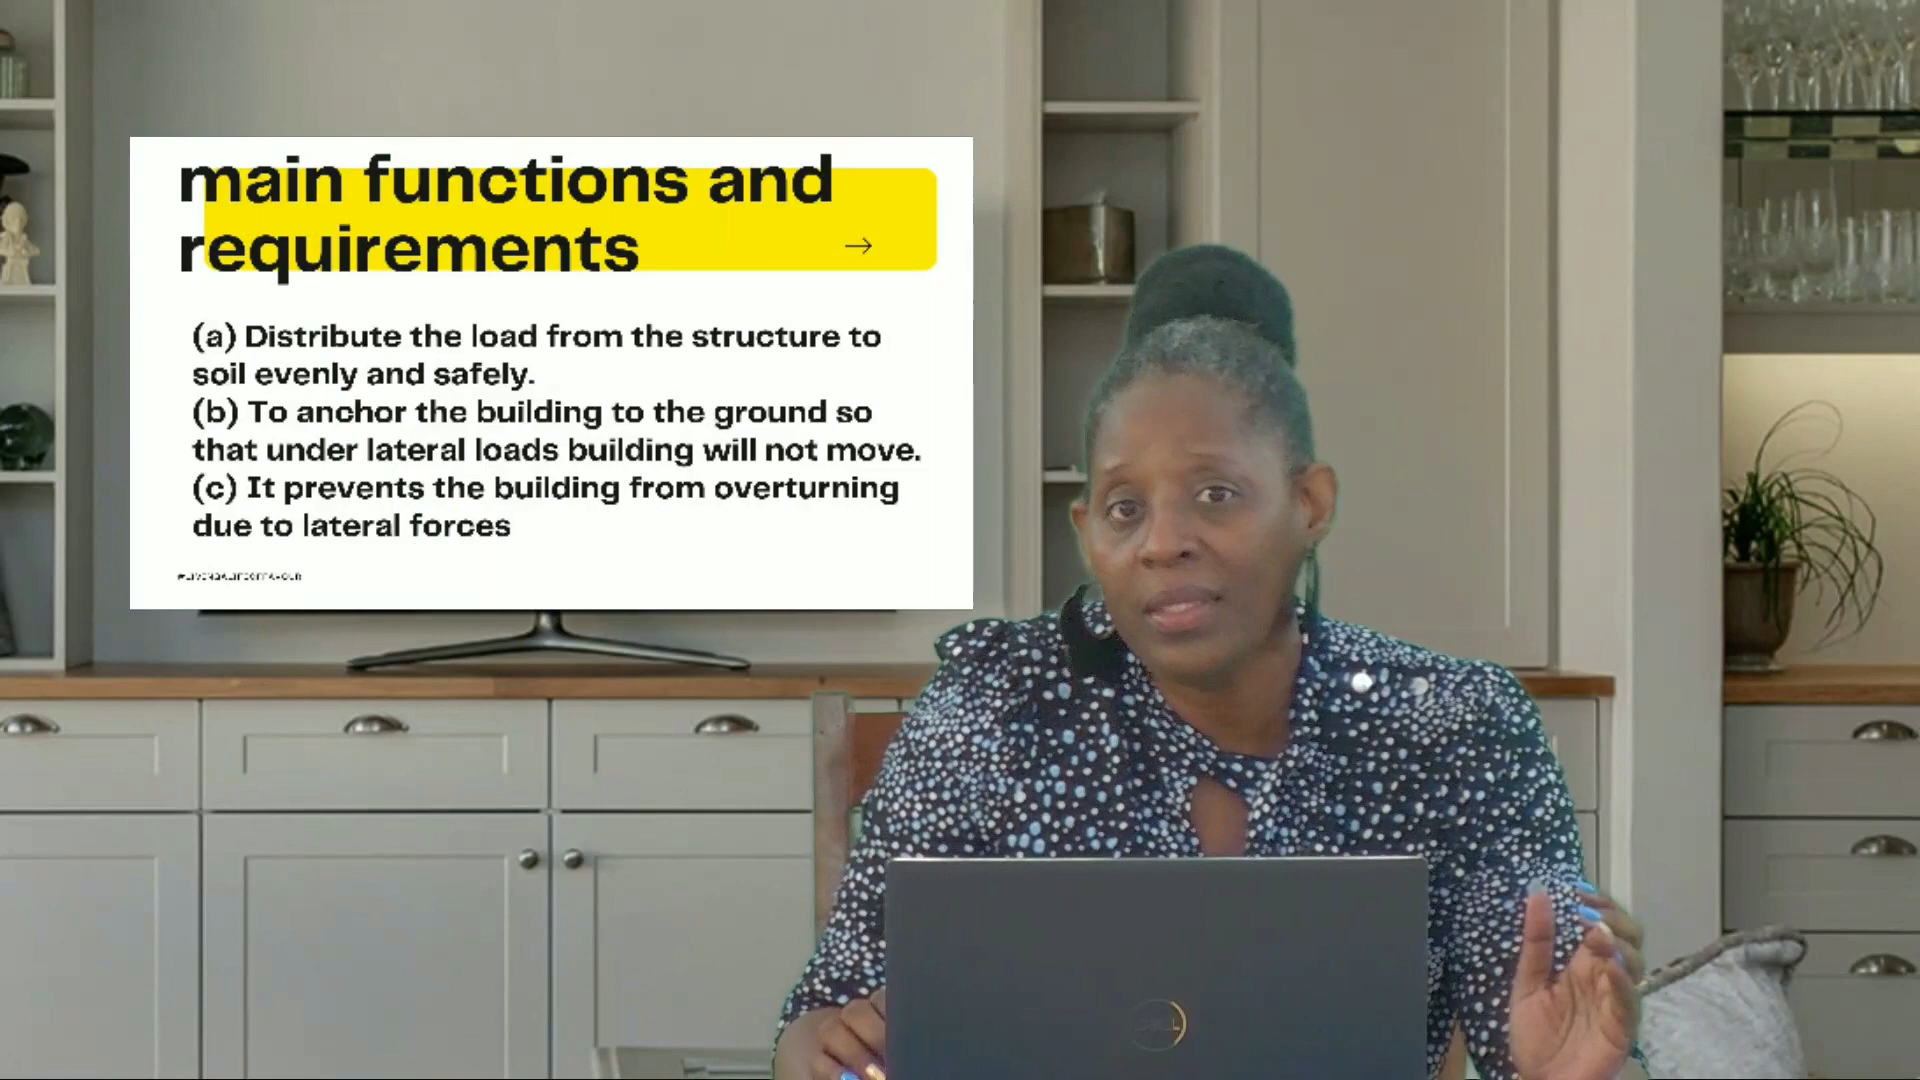 main functions and
requirements
(a) Distribute the load from the structure to
soil evenly and safely.
(b) To anchor the building to the ground so
that under lateral loads building will not move.
(c) It prevents the building from overturning
due to lateral forces
#LIVINGALIFEOFFAVOUR
DELL